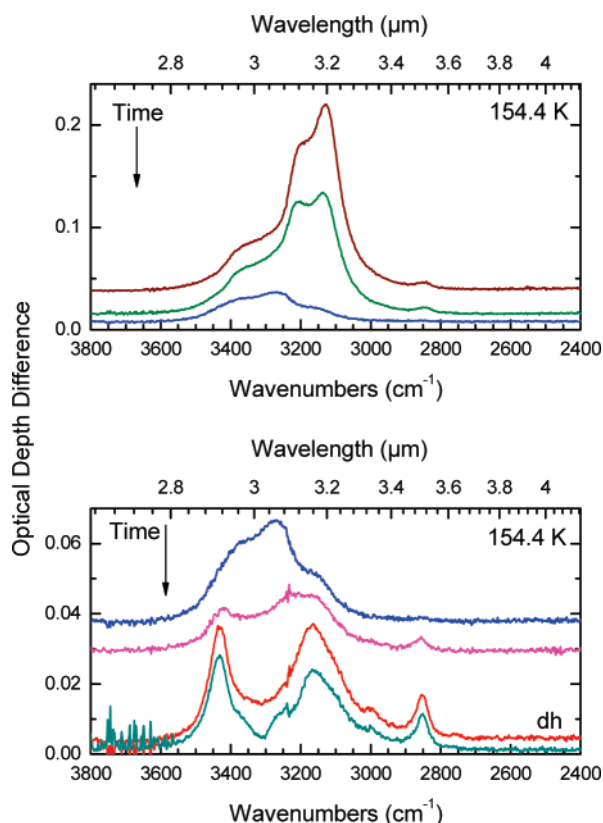 Wavelength (µm)
2.8 3 3.2 3.4 3.6 3.8 4
Time
154.4 K
0.2
0.1
0.0
3800 3600 3400 3200 3000 2800 2600 2400
Wavenumbers (cm⁻¹)
Optical Depth Difference
Wavelength (µm)
2.8 3 3.2 3.4 3.6 3.8 4
Time
154.4 K
0.06
0.04
0.02
0.00
dh
3800 3600 3400 3200 3000 2800 2600 2400
Wavenumbers (cm⁻¹)